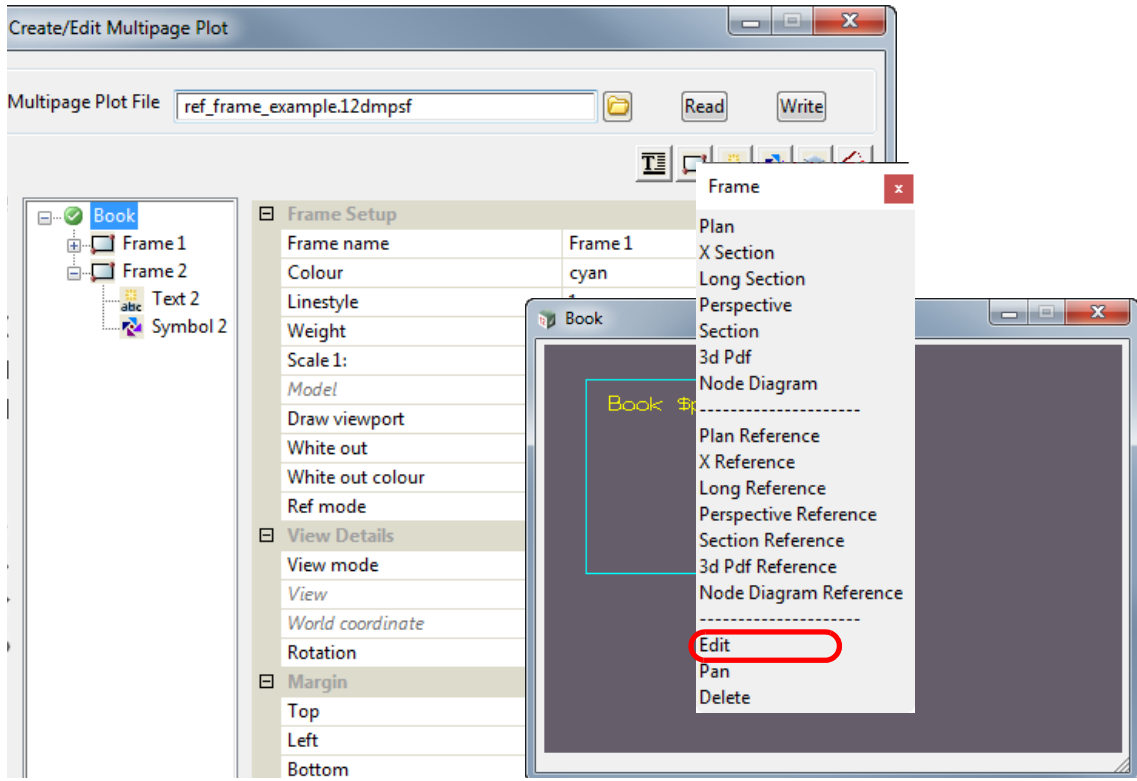 Create/Edit Multipage Plot
Multipage Plot File ref_frame_example.12dmpsf Read Write
Book
Frame 1
Frame 2
abc Text 2
Symbol 2
Frame Setup
Frame name Frame 1
Colour cyan
Linestyle
Weight
Scale 1:
Model
Draw viewport
White out
White out colour
Ref mode
View Details
View mode
View
World coordinate
Rotation
Margin
Top
Left
Bottom
Book
Book $p
Frame
Plan
X Section
Long Section
Perspective
Section
3d Pdf
Node Diagram
---------------------
Plan Reference
X Reference
Long Reference
Perspective Reference
Section Reference
3d Pdf Reference
Node Diagram Reference
---------------------
Edit
Pan
Delete